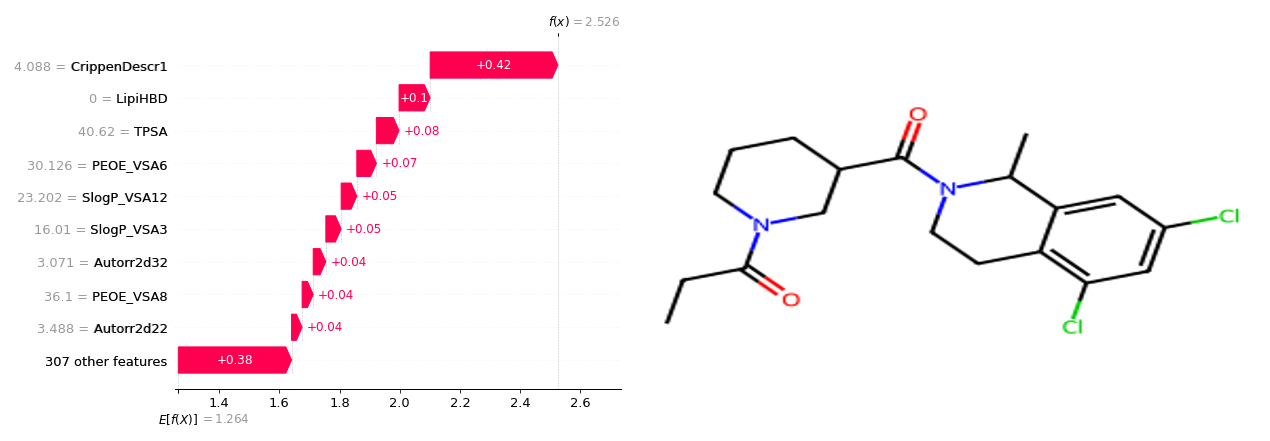 f(x) = 2.526
4.088 = CrippenDescr1
+0.42
0 = LipiHBD
+0.1
40.62 = TPSA
+0.08
30.126 = PEOE_VSA6
+0.07
23.202 = SlogP_VSA12
+0.05
16.01 = SlogP_VSA3
+0.05
3.071 = Autorr2d32
+0.04
36.1 = PEOE_VSA8
+0.04
3.488 = Autorr2d22
+0.04
307 other features
+0.38
1.4 1.6 1.8 2.0 2.2 2.4 2.6
E[f(X)] = 1.264
O
N
Cl
N
O
Cl